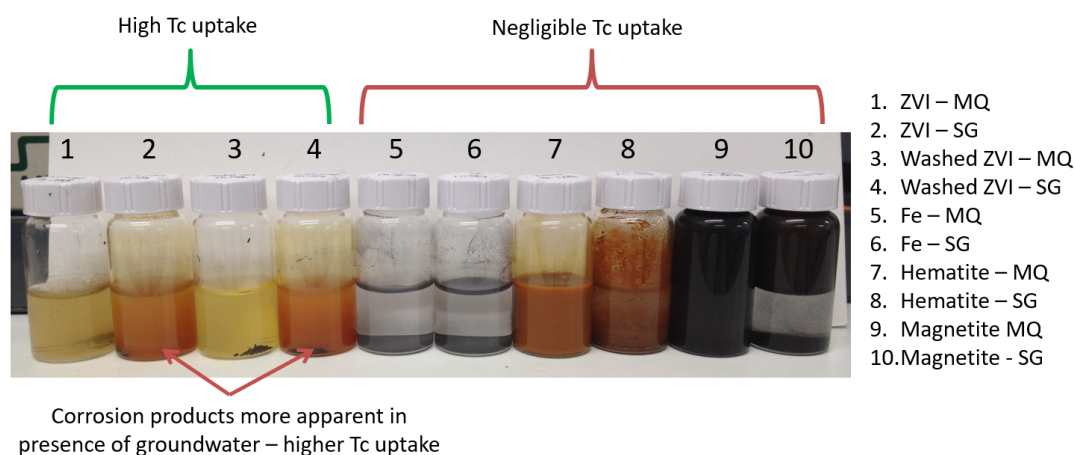 High Tc uptake
Negligible Tc uptake
1 2 3 4 5 6 7 8 9 10
1. ZVI – MQ
2. ZVI – SG
3. Washed ZVI – MQ
4. Washed ZVI – SG
5. Fe – MQ
6. Fe – SG
7. Hematite – MQ
8. Hematite – SG
9. Magnetite MQ
10.Magnetite - SG
Corrosion products more apparent in
presence of groundwater – higher Tc uptake